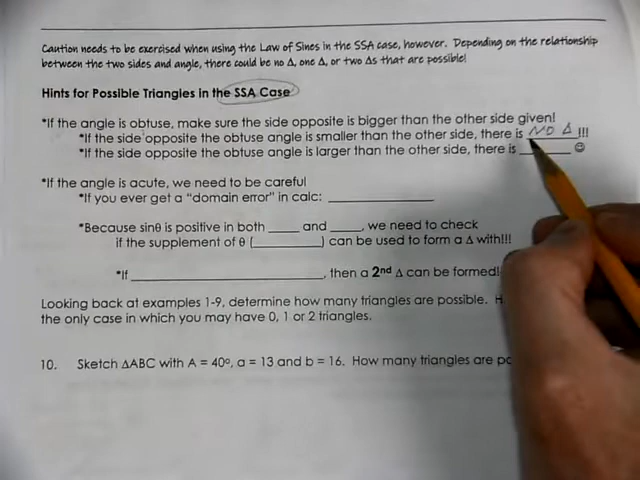 Caution needs to be exercised when using the Law of Sines in the SSA case, however. Depending on the relationship
between the two sides and angle, there could be no Δ, one Δ, or two Δs that are possible!
Hints for Possible Triangles in the SSA Case
*If the angle is obtuse, make sure the side opposite is bigger than the other side given!
*If the side opposite the obtuse angle is smaller than the other side, there is NO Δ !!!
*If the side opposite the obtuse angle is larger than the other side, there is ______ ☺
*If the angle is acute, we need to be careful
*If you ever get a "domain error" in calc: ______________
*Because sinθ is positive in both ____ and ____, we need to check
if the supplement of θ (_________) can be used to form a Δ with!!!
*If _________________________, then a 2nd Δ can be formed!
Looking back at examples 1-9, determine how many triangles are possible.
the only case in which you may have 0, 1 or 2 triangles.
10. Sketch ΔABC with A = 40º, a = 13 and b = 16. How many triangles are